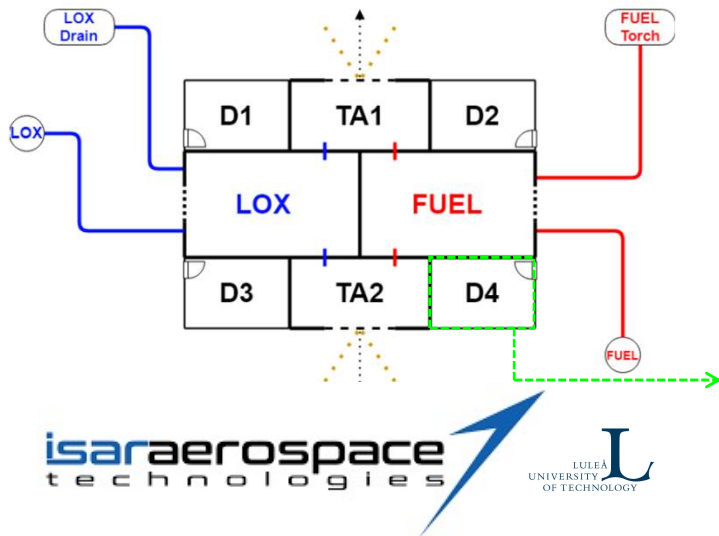 LOX
Drain
FUEL
Torch
D1
TA1
D2
LOX
LOX
FUEL
D3
TA2
D4
FUEL
isaraerospace
technologies
LULEÅ
UNIVERSITY
OF TECHNOLOGY
L